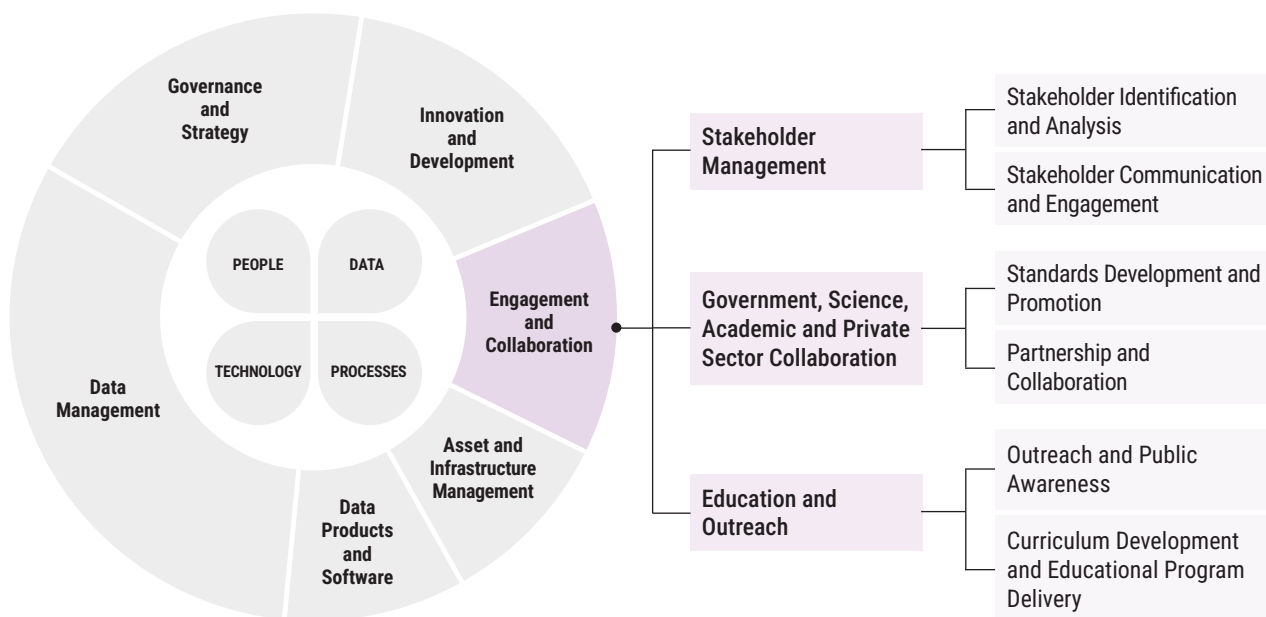 Governance
and
Strategy
Innovation
and
Development
Engagement
and
Collaboration
Asset and
Infrastructure
Management
Data
Products
and
Software
Data
Management
PEOPLE
DATA
TECHNOLOGY
PROCESSES
Stakeholder
Management
Stakeholder Identification
and Analysis
Stakeholder Communication
and Engagement
Government, Science,
Academic and Private
Sector Collaboration
Standards Development and
Promotion
Partnership and
Collaboration
Education and
Outreach
Outreach and Public
Awareness
Curriculum Development
and Educational Program
Delivery